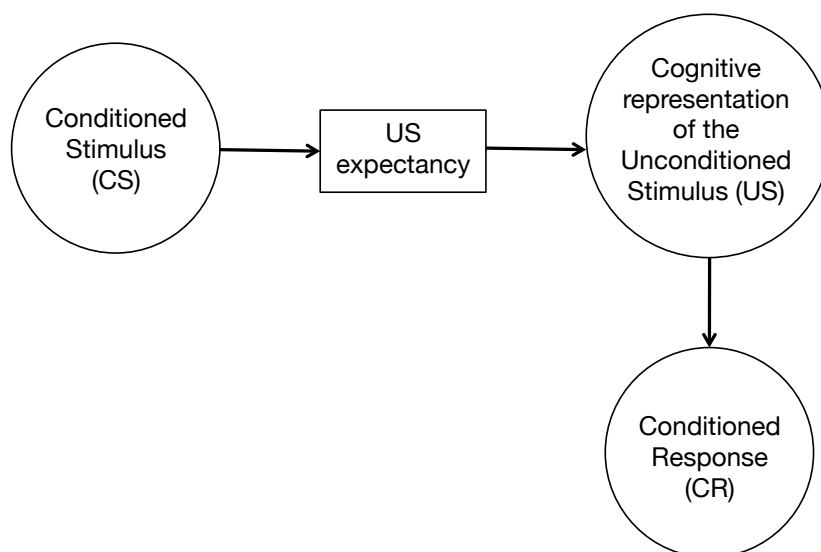 Conditioned
Stimulus
(CS)
US
expectancy
Cognitive
representation
of the
Unconditioned
Stimulus (US)
Conditioned
Response
(CR)